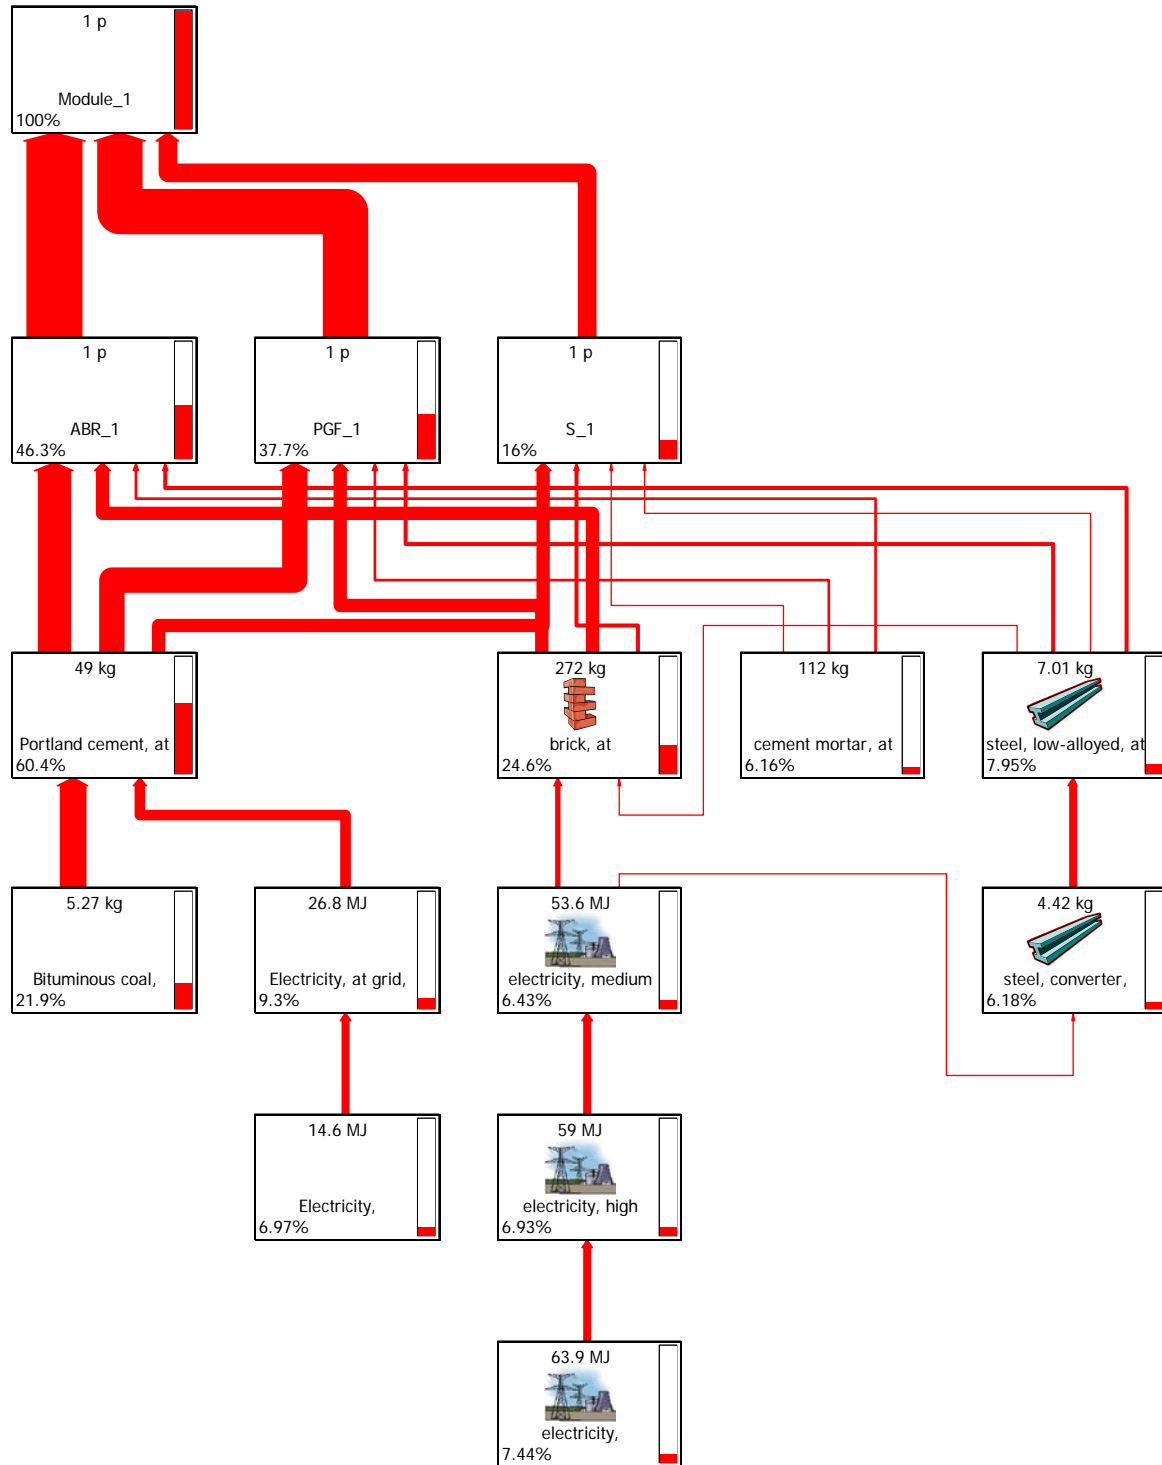 1 p
Module_1
100%
1 p
ABR_1
46.3%
1 p
PGF_1
37.7%
1 p
S_1
16%
49 kg
Portland cement, at
60.4%
272 kg
brick, at
24.6%
112 kg
cement mortar, at
6.16%
7.01 kg
steel, low-alloyed, at
7.95%
5.27 kg
Bituminous coal,
21.9%
26.8 MJ
Electricity, at grid,
9.3%
53.6 MJ
electricity, medium
6.43%
4.42 kg
steel, converter,
6.18%
14.6 MJ
Electricity,
6.97%
59 MJ
electricity, high
6.93%
63.9 MJ
electricity,
7.44%